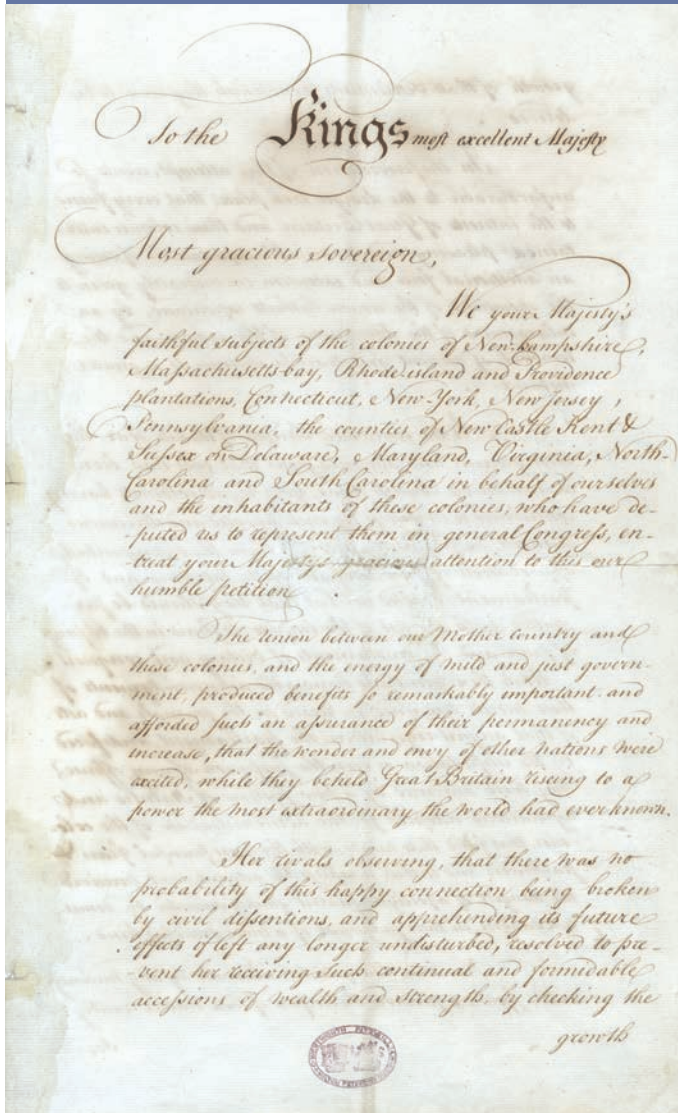 To the Kings most excellent Majesty
Most gracious sovereign,
We your Majesty's
faithful subjects of the colonies of New-hampshire,
Massachusetts-bay, Rhode-island and Providence
plantations, Connecticut, New-York, New Jersey,
Pennsylvania, the counties of New Castle Kent &
Sussex on Delaware, Maryland, Virginia, North-
Carolina and South Carolina in behalf of ourselves
and the inhabitants of these colonies, who have de-
-puted us to represent them in general Congress, en-
-treat your Majesty's gracious attention to this our
humble petition
The union between our Mother country and
these colonies, and the energy of mild and just govern-
ment, produced benefits so remarkably important and
afforded such an assurance of their permanency and
increase, that the wonder and envy of other nations were
excited, while they beheld Great Britain riseing to a
power the most extraordinary the world had ever known.
Her rivals observing, that there was no
probability of this happy connection being broken
by civil dissentions, and apprehending its future
effects if left any longer undisturbed, resolved to pre-
-vent her receiving such continual and formidable
accessions of wealth and strength, by checking the
growth